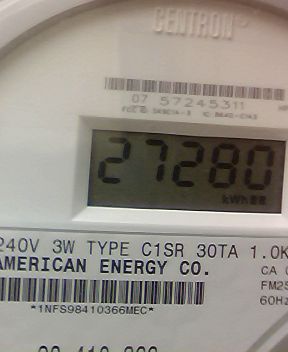 CENTRON
07 57245311
27280
kWh
240V 3W TYPE C1SR 30TA 1.0K
AMERICAN ENERGY CO.
CA
FM2S
60Hz
*1NFS98410366MEC*